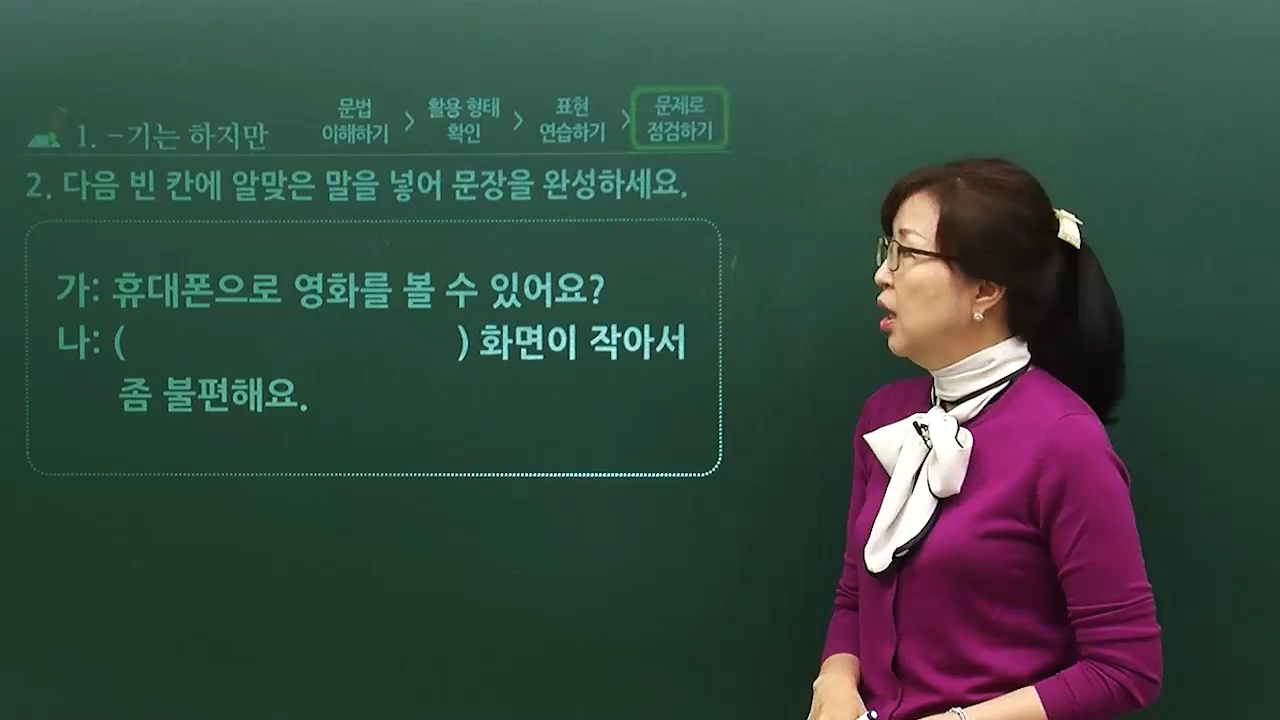 1. -기는 하지만
문법 이해하기 > 활용 형태 확인 > 표현 연습하기 > 문제로 점검하기
2. 다음 빈 칸에 알맞은 말을 넣어 문장을 완성하세요.
가: 휴대폰으로 영화를 볼 수 있어요?
나: ( ) 화면이 작아서
좀 불편해요.